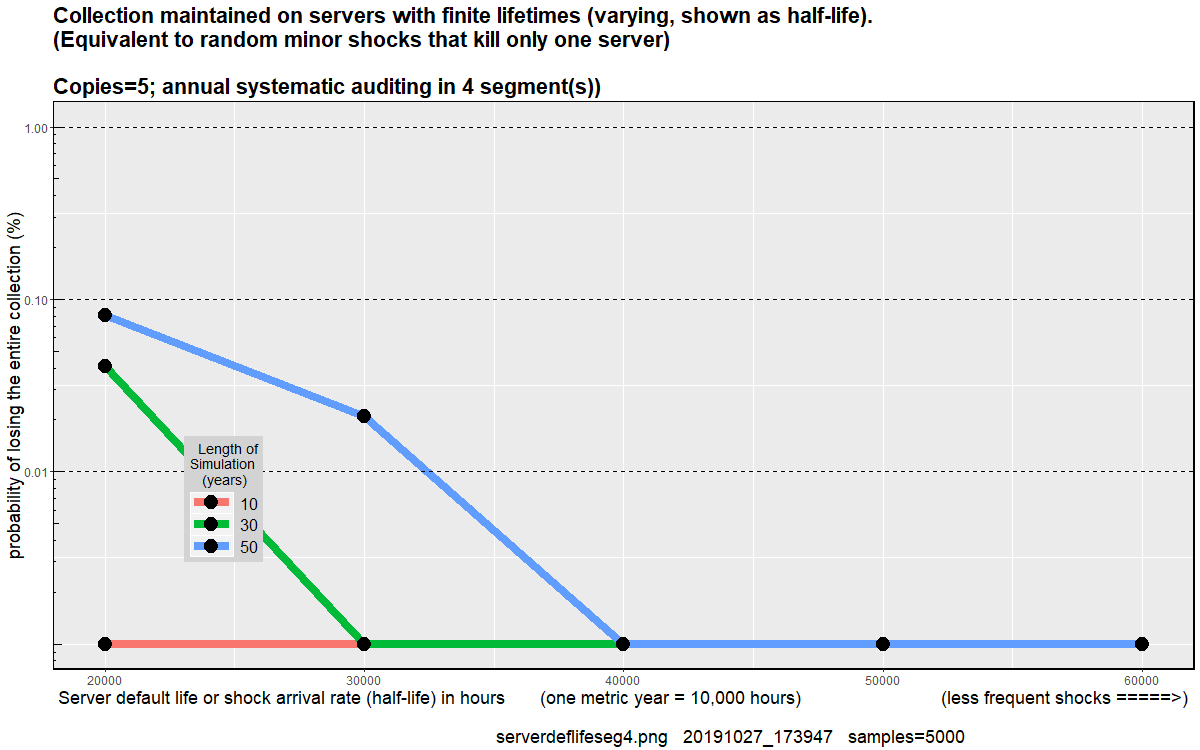 Collection maintained on servers with finite lifetimes (varying, shown as half-life).
(Equivalent to random minor shocks that kill only one server)
Copies=5; annual systematic auditing in 4 segment(s))
probability of losing the entire collection (%)
1.00
0.10
0.01
Length of
Simulation
(years)
10
30
50
20000 30000 40000 50000 60000
Server default life or shock arrival rate (half-life) in hours (one metric year = 10,000 hours) (less frequent shocks =====>)
serverdeflifeseg4.png 20191027_173947 samples=5000